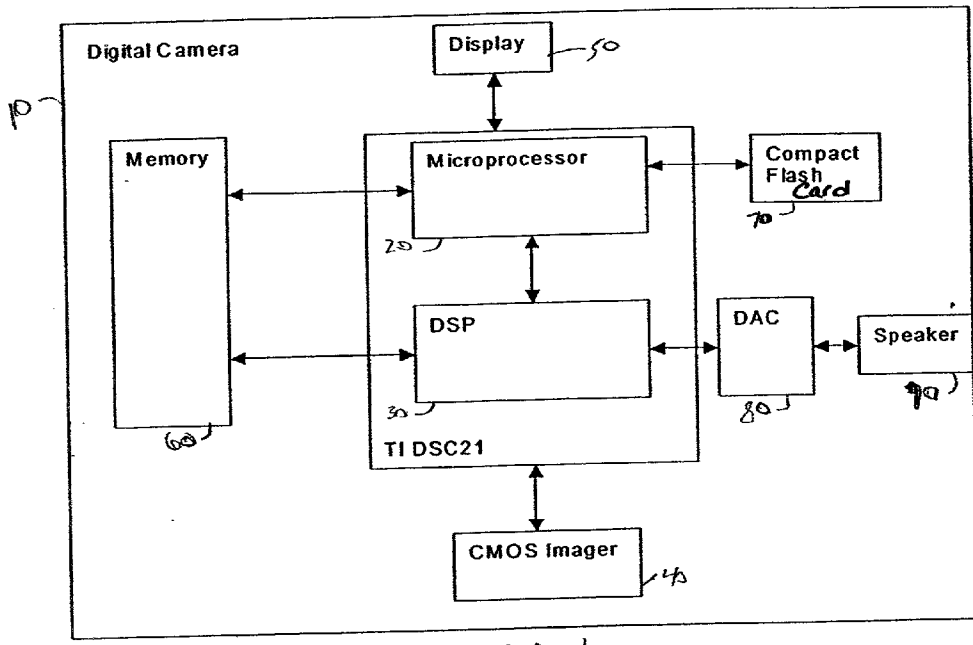 Digital Camera
Display
50
10
Memory
Microprocessor
Compact
Flash
Card
20
70
DSP
DAC
Speaker
30
80
90
60
TI DSC21
CMOS Imager
40